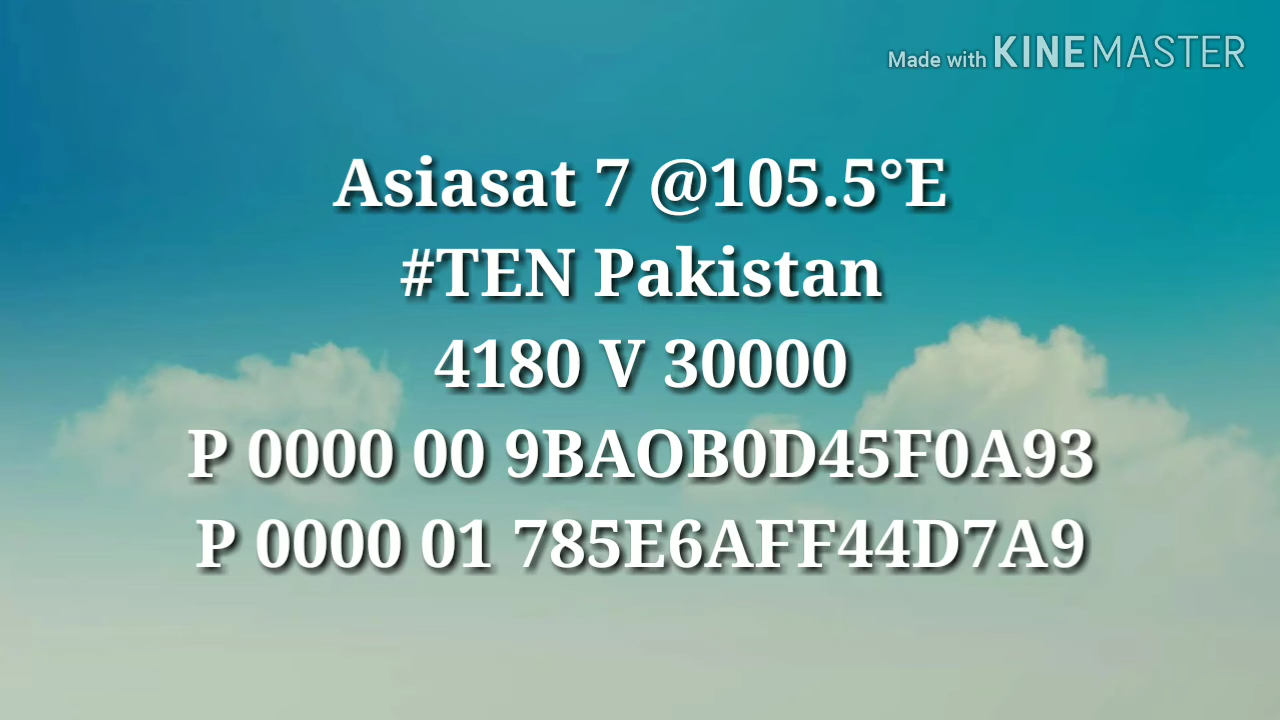 Made with KINEMASTER
Asiasat 7 @105.5°E
#TEN Pakistan
4180 V 30000
P 0000 00 9BAOB0D45F0A93
P 0000 01 785E6AFF44D7A9